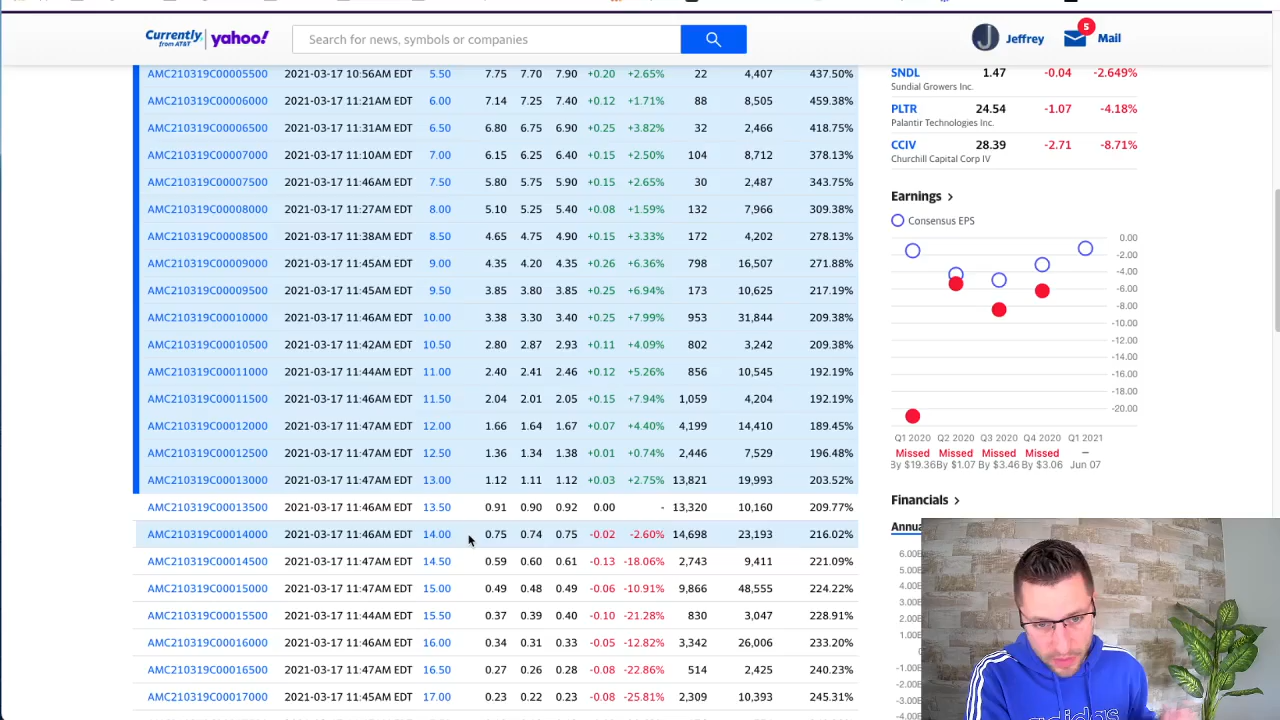 Currently, from AT&T yahoo! Search for news, symbols or companies Jeffrey 5 Mail
AMC210319C00005500 2021-03-17 10:56AM EDT 5.50 7.75 7.70 7.90 +0.20 +2.65% 22 4,407 437.50%
AMC210319C00006000 2021-03-17 11:21AM EDT 6.00 7.14 7.25 7.40 +0.12 +1.71% 88 8,505 459.38%
AMC210319C00006500 2021-03-17 11:31AM EDT 6.50 6.80 6.75 6.90 +0.25 +3.82% 32 2,466 418.75%
AMC210319C00007000 2021-03-17 11:10AM EDT 7.00 6.15 6.25 6.40 +0.15 +2.50% 104 8,712 378.13%
AMC210319C00007500 2021-03-17 11:46AM EDT 7.50 5.80 5.75 5.90 +0.15 +2.65% 30 2,487 343.75%
AMC210319C00008000 2021-03-17 11:27AM EDT 8.00 5.10 5.25 5.40 +0.08 +1.59% 132 7,966 309.38%
AMC210319C00008500 2021-03-17 11:38AM EDT 8.50 4.65 4.75 4.90 +0.15 +3.33% 172 4,202 278.13%
AMC210319C00009000 2021-03-17 11:45AM EDT 9.00 4.35 4.20 4.35 +0.26 +6.36% 798 16,507 271.88%
AMC210319C00009500 2021-03-17 11:45AM EDT 9.50 3.85 3.80 3.85 +0.25 +6.94% 173 10,625 217.19%
AMC210319C00010000 2021-03-17 11:46AM EDT 10.00 3.38 3.30 3.40 +0.25 +7.99% 953 31,844 209.38%
AMC210319C00010500 2021-03-17 11:42AM EDT 10.50 2.80 2.87 2.93 +0.11 +4.09% 802 3,242 209.38%
AMC210319C00011000 2021-03-17 11:44AM EDT 11.00 2.40 2.41 2.46 +0.12 +5.26% 856 10,545 192.19%
AMC210319C00011500 2021-03-17 11:46AM EDT 11.50 2.04 2.01 2.05 +0.15 +7.94% 1,059 4,204 192.19%
AMC210319C00012000 2021-03-17 11:47AM EDT 12.00 1.66 1.64 1.67 +0.07 +4.40% 4,199 14,410 189.45%
AMC210319C00012500 2021-03-17 11:46AM EDT 12.50 1.36 1.34 1.38 +0.01 +0.74% 2,446 7,529 196.48%
AMC210319C00013000 2021-03-17 11:46AM EDT 13.00 1.12 1.11 1.12 +0.03 +2.75% 13,821 19,993 203.52%
AMC210319C00013500 2021-03-17 11:46AM EDT 13.50 0.91 0.90 0.92 0.00 - 13,320 10,160 209.77%
AMC210319C00014000 2021-03-17 11:46AM EDT 14.00 0.75 0.74 0.75 -0.02 -2.60% 14,698 23,193 216.02%
AMC210319C00014500 2021-03-17 11:47AM EDT 14.50 0.59 0.60 0.61 -0.13 -18.06% 2,743 9,411 221.09%
AMC210319C00015000 2021-03-17 11:47AM EDT 15.00 0.49 0.48 0.49 -0.06 -10.91% 9,866 48,555 224.22%
AMC210319C00015500 2021-03-17 11:44AM EDT 15.50 0.37 0.39 0.40 -0.10 -21.28% 830 3,047 228.91%
AMC210319C00016000 2021-03-17 11:46AM EDT 16.00 0.34 0.31 0.33 -0.05 -12.82% 3,342 26,006 233.20%
AMC210319C00016500 2021-03-17 11:47AM EDT 16.50 0.27 0.26 0.28 -0.08 -22.86% 514 2,425 240.23%
AMC210319C00017000 2021-03-17 11:45AM EDT 17.00 0.23 0.22 0.23 -0.08 -25.81% 2,309 10,393 245.31%
SNDL 1.47 -0.04 -2.649%
Sundial Growers Inc.
PLTR 24.54 -1.07 -4.18%
Palantir Technologies Inc.
CCIV 28.39 -2.71 -8.71%
Churchill Capital Corp IV
Earnings
Consensus EPS
0.00
-2.00
-4.00
-6.00
-8.00
-10.00
-12.00
-14.00
-16.00
-18.00
-20.00
Q1 2020 Q2 2020 Q3 2020 Q4 2020 Q1 2021
Missed Missed Missed Missed –
By $19.36 By $1.07 By $3.46 By $3.06 Jun 07
Financials
Annua
6.00
5.00
4.00
3.00
2.00
1.00
-1.00
-2.00
-3.00
-4.00
adidas